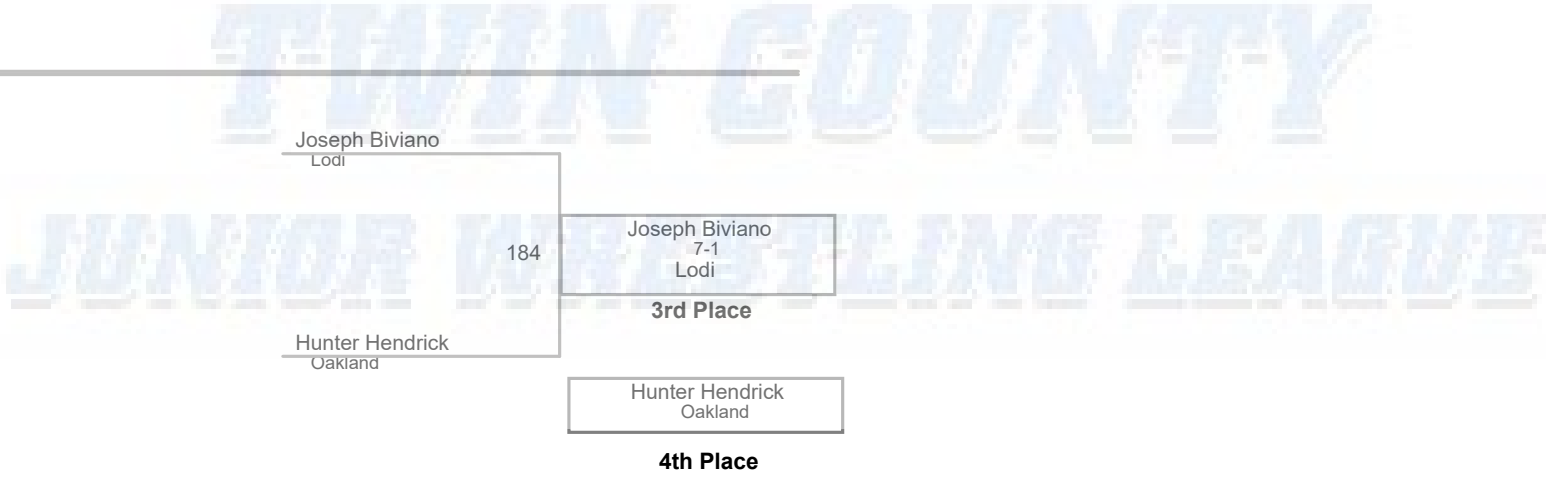 TWIN COUNTY
JUNIOR WRESTLING LEAGUE
Joseph Biviano
Lodi
184
Joseph Biviano
7-1
Lodi
3rd Place
Hunter Hendrick
Oakland
Hunter Hendrick
Oakland
4th Place